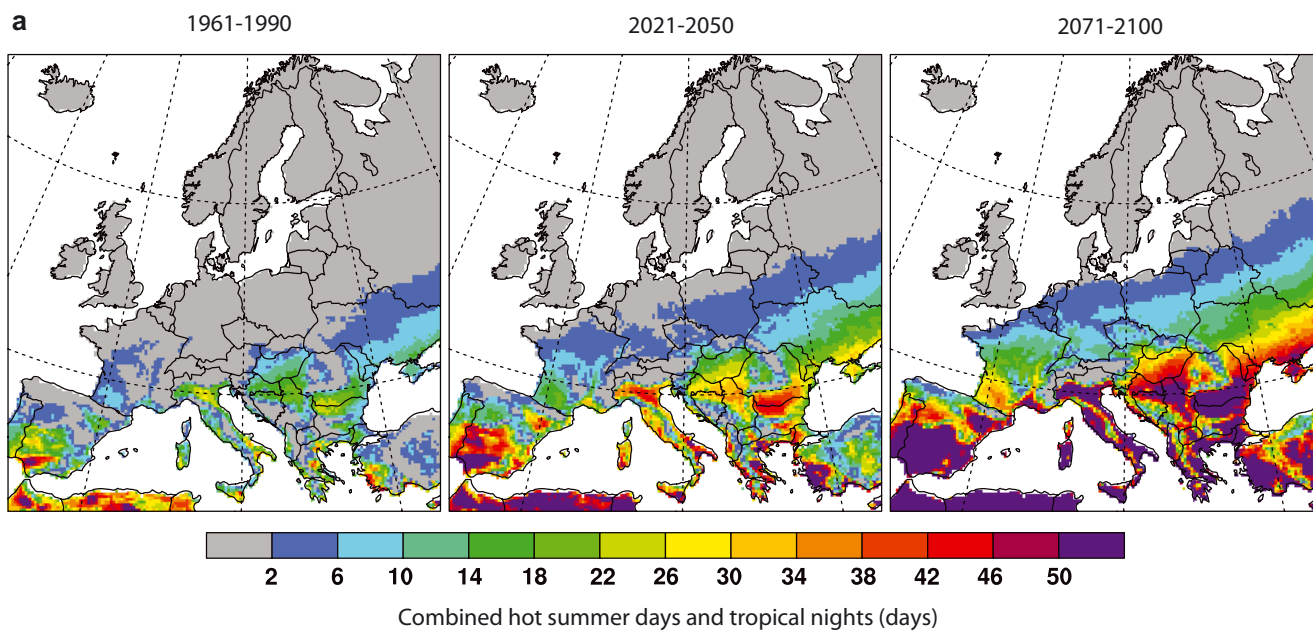 a
1961-1990
2021-2050
2071-2100
2 6 10 14 18 22 26 30 34 38 42 46 50
Combined hot summer days and tropical nights (days)